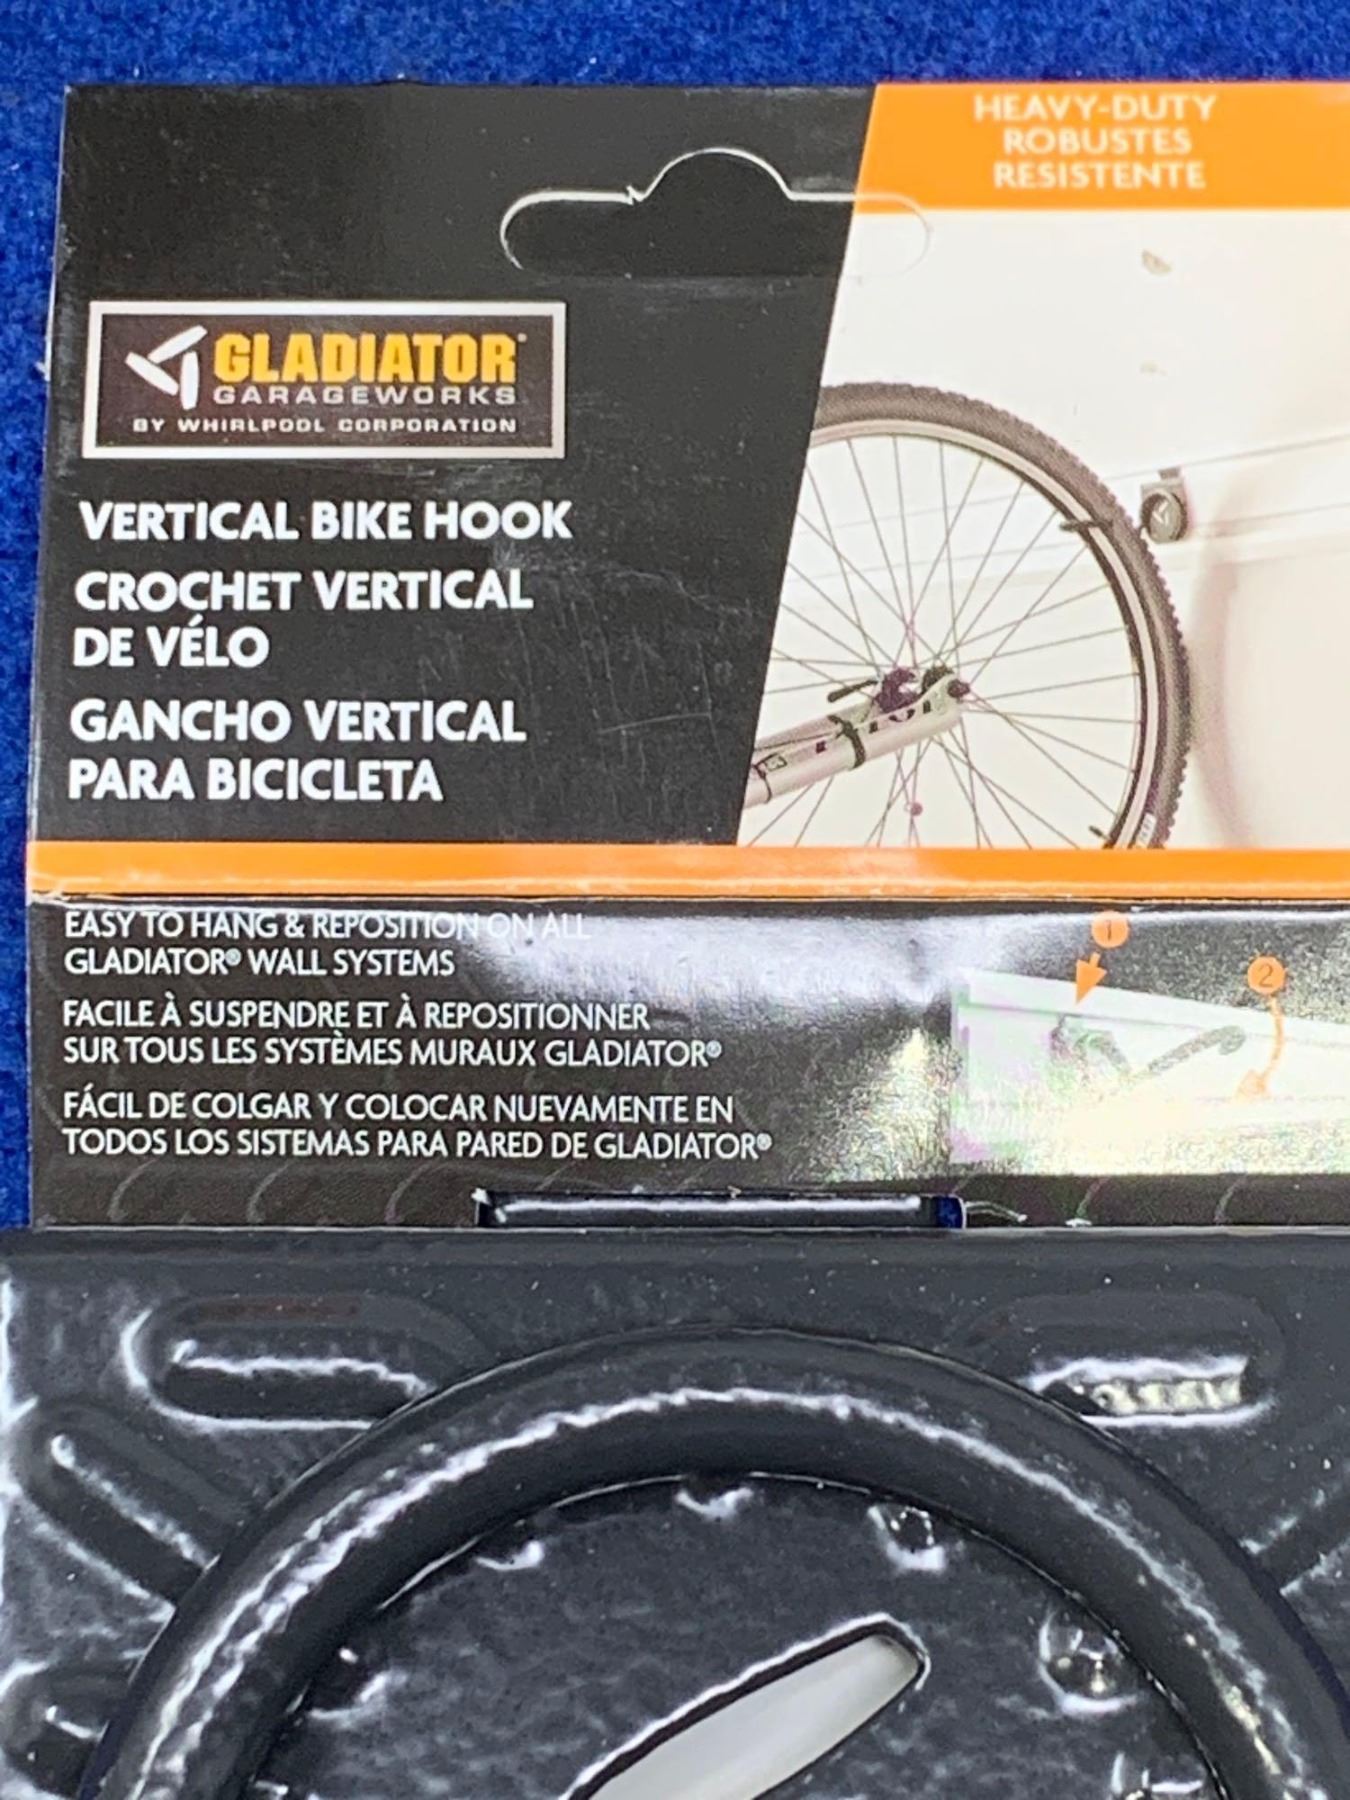 HEAVY-DUTY
ROBUSTES
RESISTENTE
GLADIATOR
GARAGEWORKS
BY WHIRLPOOL CORPORATION
VERTICAL BIKE HOOK
CROCHET VERTICAL
DE VÉLO
GANCHO VERTICAL
PARA BICICLETA
EASY TO HANG & REPOSITION ON ALL
GLADIATOR® WALL SYSTEMS
FACILE À SUSPENDRE ET À REPOSITIONNER
SUR TOUS LES SYSTÈMES MURAUX GLADIATOR®
FÁCIL DE COLGAR Y COLOCAR NUEVAMENTE EN
TODOS LOS SISTEMAS PARA PARED DE GLADIATOR®
1
2